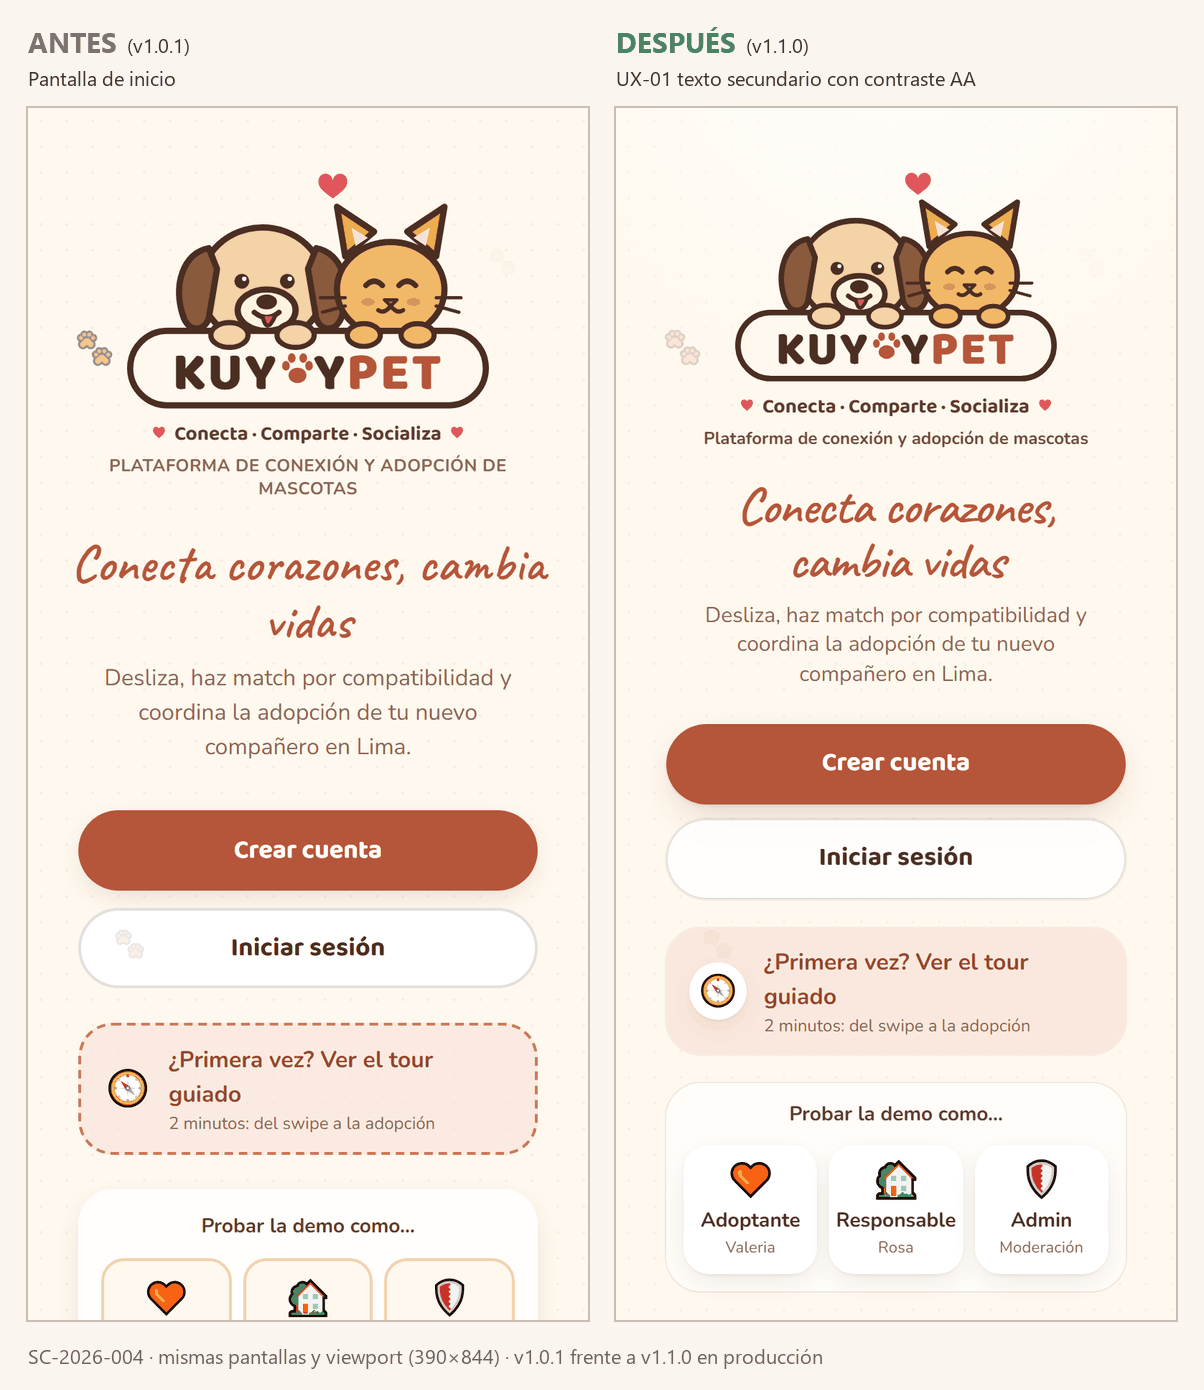 ANTES (v1.0.1)
Pantalla de inicio
KUYYPET
Conecta · Comparte · Socializa
PLATAFORMA DE CONEXIÓN Y ADOPCIÓN DE
MASCOTAS
Conecta corazones, cambia
vidas
Desliza, haz match por compatibilidad y
coordina la adopción de tu nuevo
compañero en Lima.
Crear cuenta
Iniciar sesión
¿Primera vez? Ver el tour
guiado
2 minutos: del swipe a la adopción
Probar la demo como...
DESPUÉS (v1.1.0)
UX-01 texto secundario con contraste AA
KUYYPET
Conecta · Comparte · Socializa
Plataforma de conexión y adopción de mascotas
Conecta corazones,
cambia vidas
Desliza, haz match por compatibilidad y
coordina la adopción de tu nuevo
compañero en Lima.
Crear cuenta
Iniciar sesión
¿Primera vez? Ver el tour
guiado
2 minutos: del swipe a la adopción
Probar la demo como...
Adoptante Responsable Admin
Valeria Rosa Moderación
SC-2026-004 · mismas pantallas y viewport (390×844) · v1.0.1 frente a v1.1.0 en producción